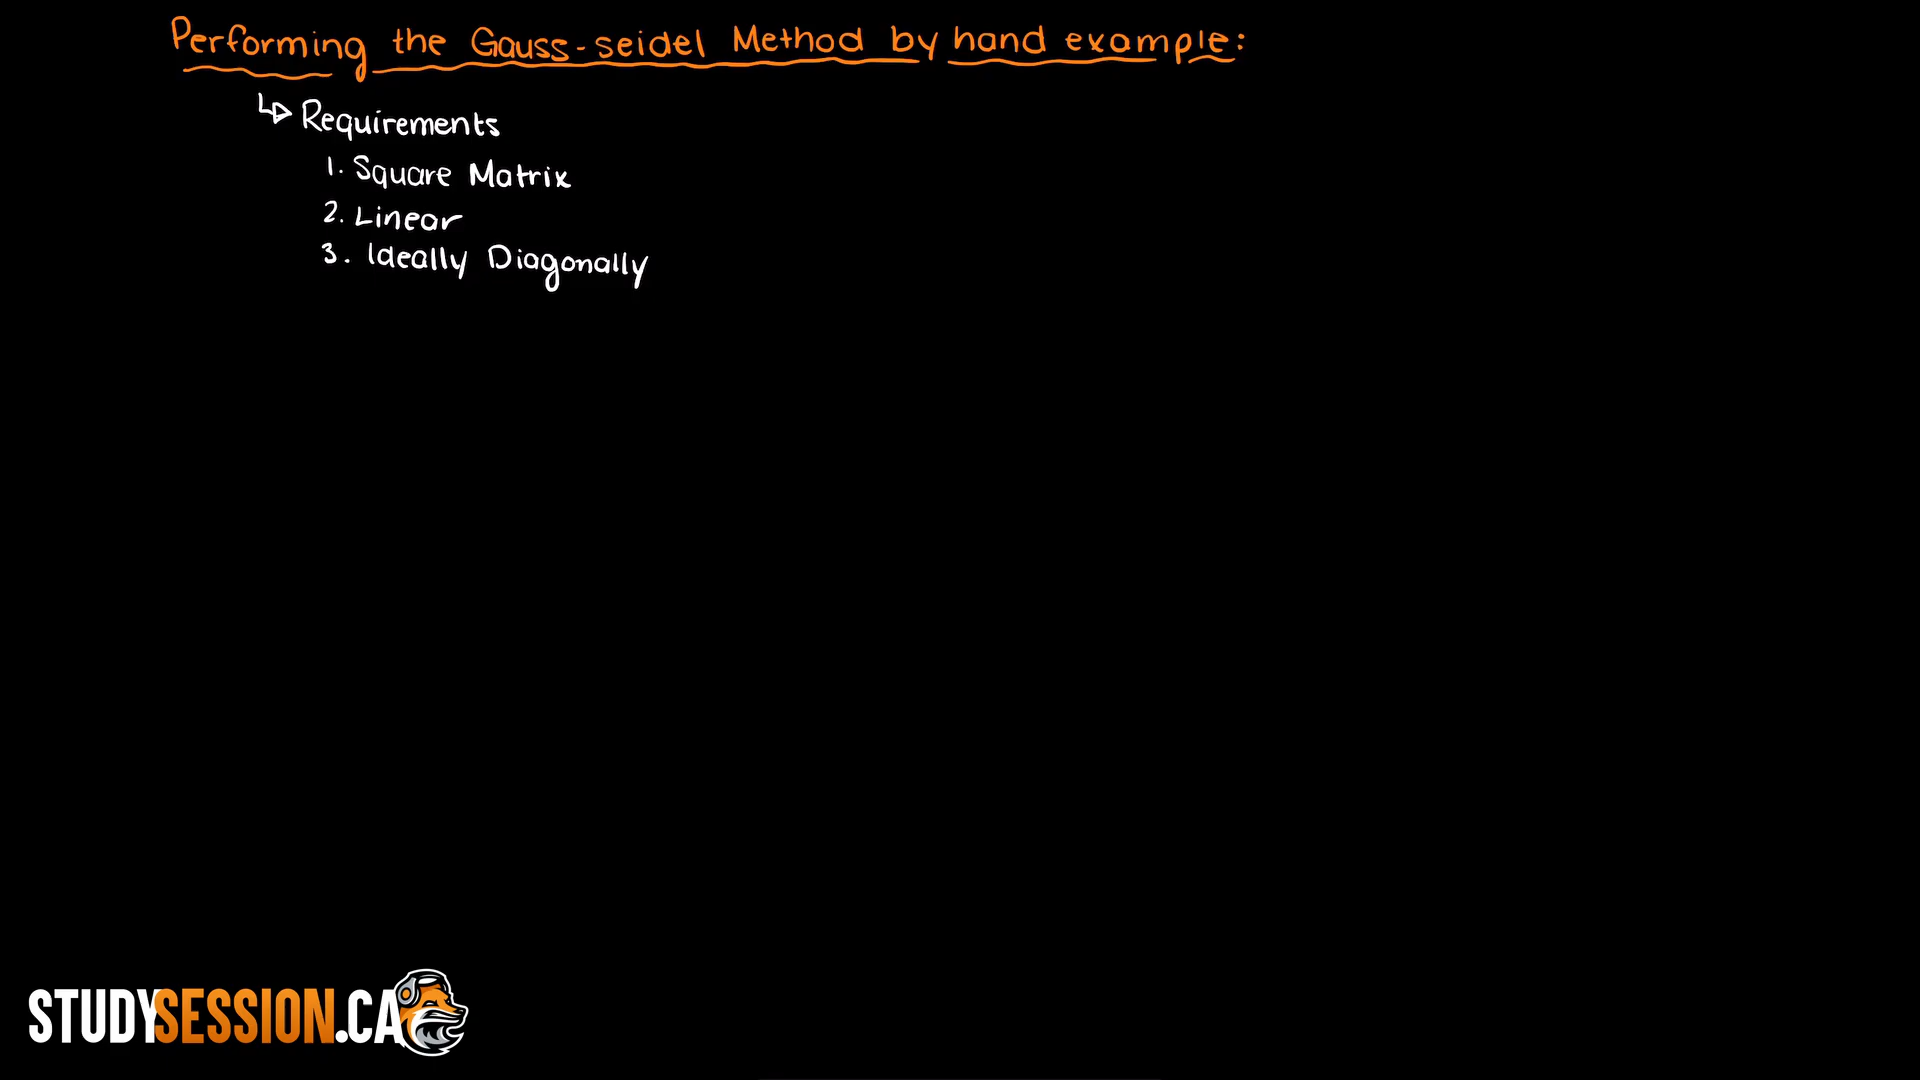 Performing the Gauss-seidel Method by hand example:
Requirements
1. Square Matrix
2. Linear
3. Ideally Diagonally
STUDYSESSION.CA